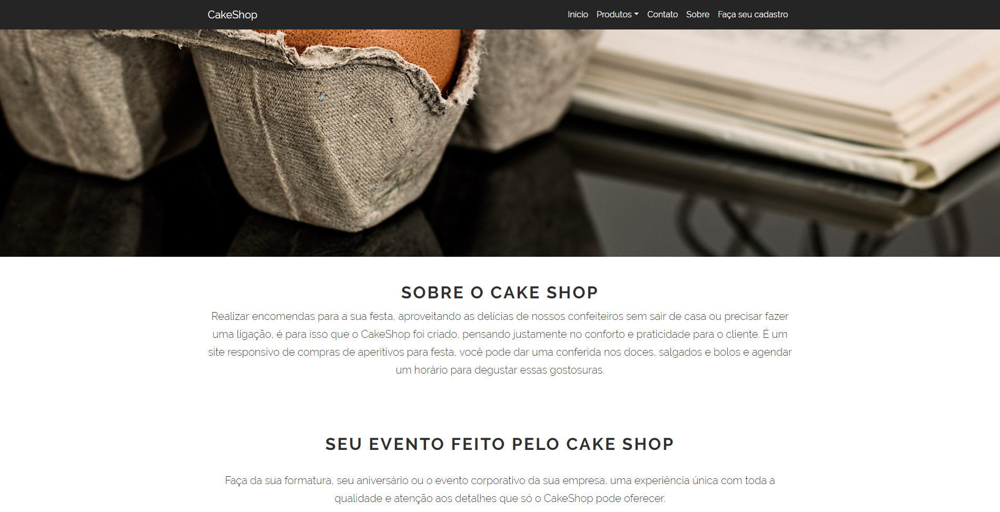 CakeShop
Início Produtos Contato Sobre Faça seu cadastro
SOBRE O CAKE SHOP
Realizar encomendas para a sua festa, aproveitando as delícias de nossos confeiteiros sem sair de casa ou precisar fazer
uma ligação, é para isso que o CakeShop foi criado, pensando justamente no conforto e praticidade para o cliente. É um
site responsivo de compras de aperitivos para festa, você pode dar uma conferida nos doces, salgados e bolos e agendar
um horário para degustar essas gostosuras.
SEU EVENTO FEITO PELO CAKE SHOP
Faça da sua formatura, seu aniversário ou o evento corporativo da sua empresa, uma experiência única com toda a
qualidade e atenção aos detalhes que só o CakeShop pode oferecer.